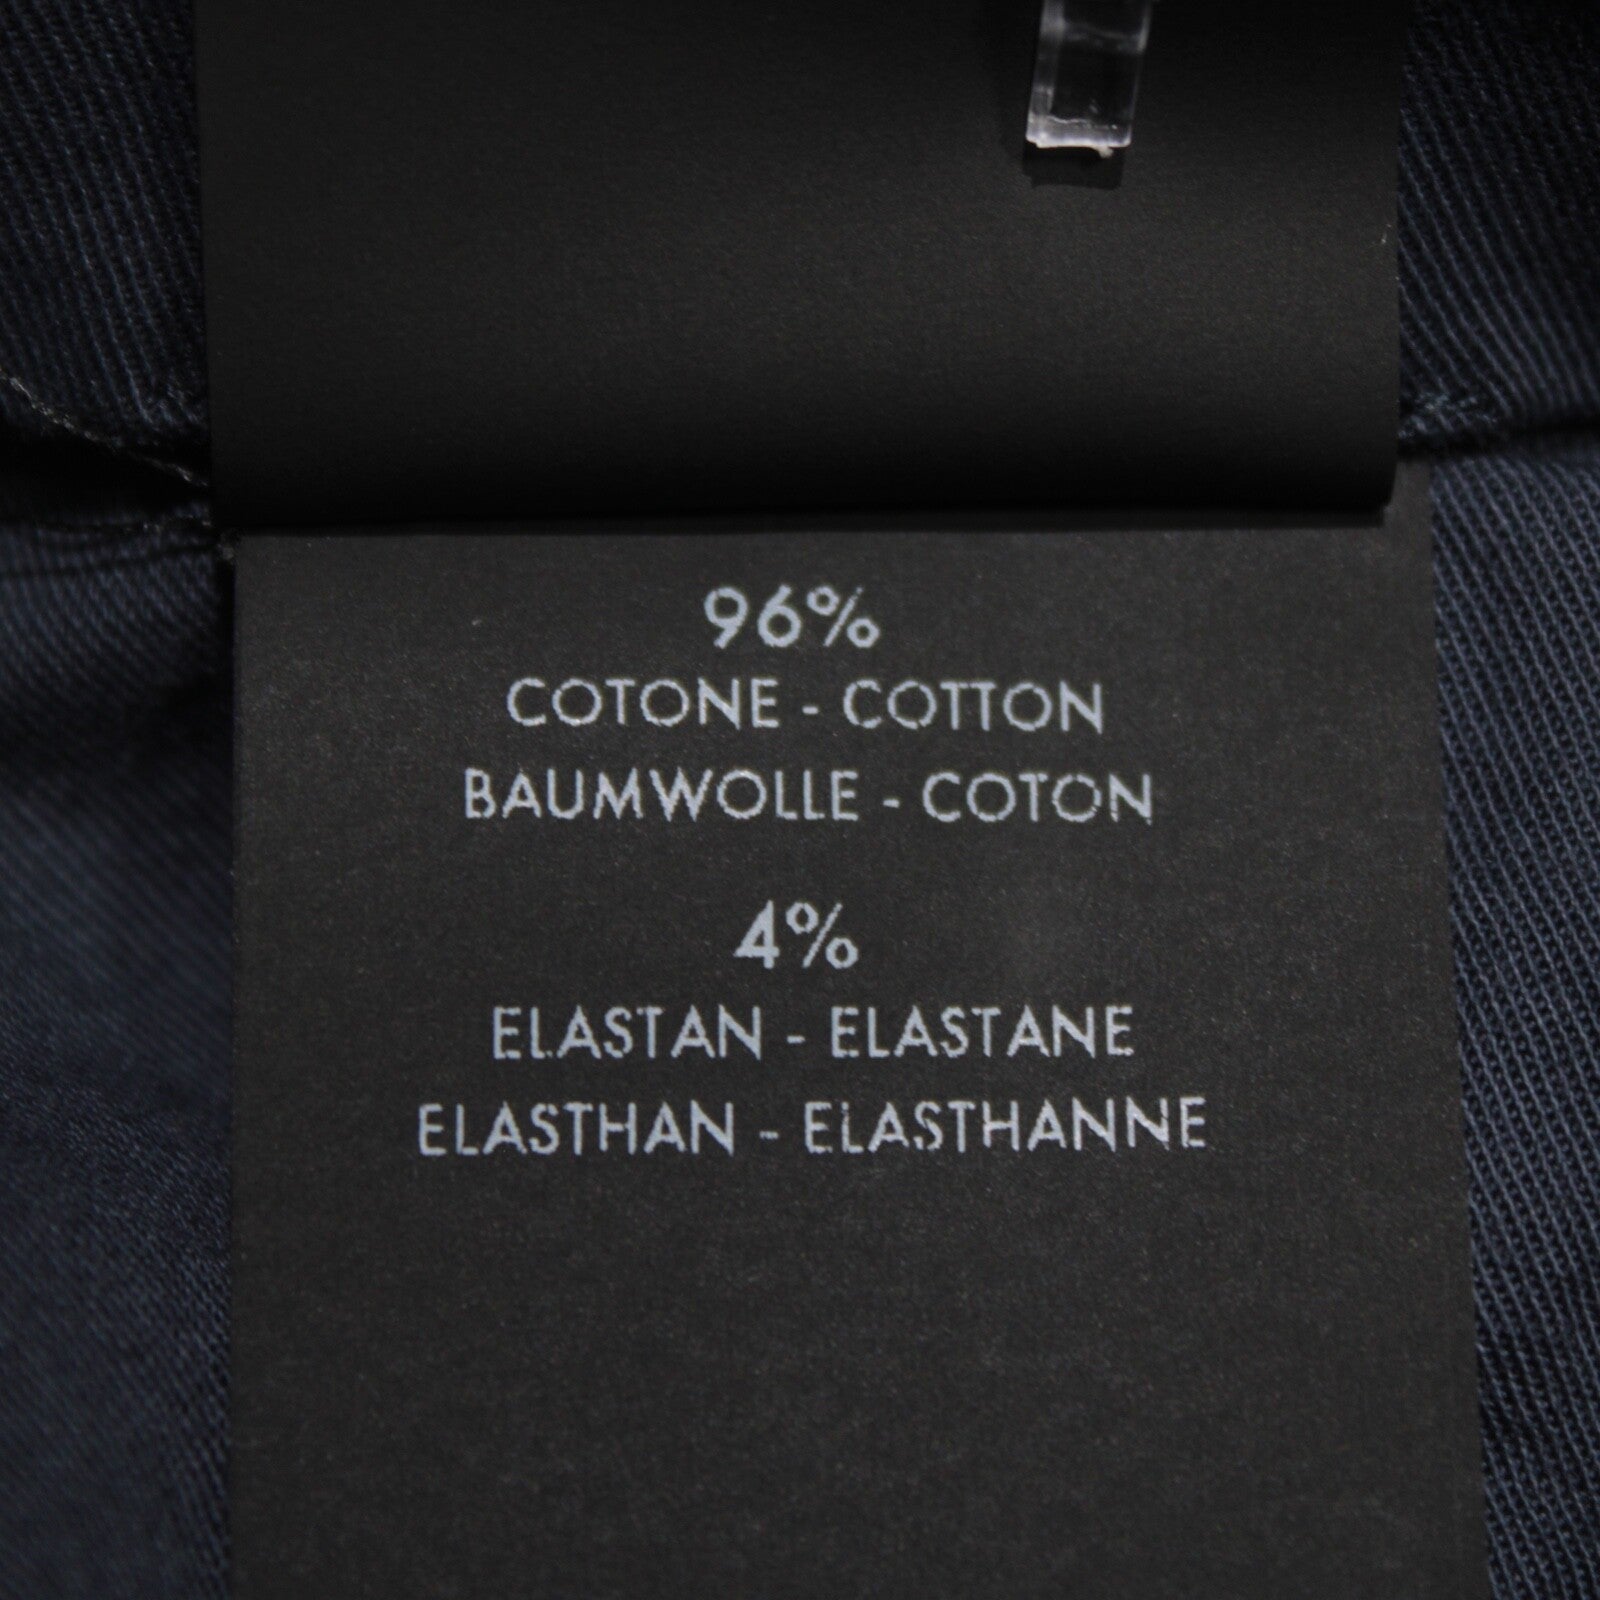 96%
COTONE - COTTON
BAUMWOLLE - COTON
4%
ELASTAN - ELASTANE
ELASTHAN - ELASTHANNE